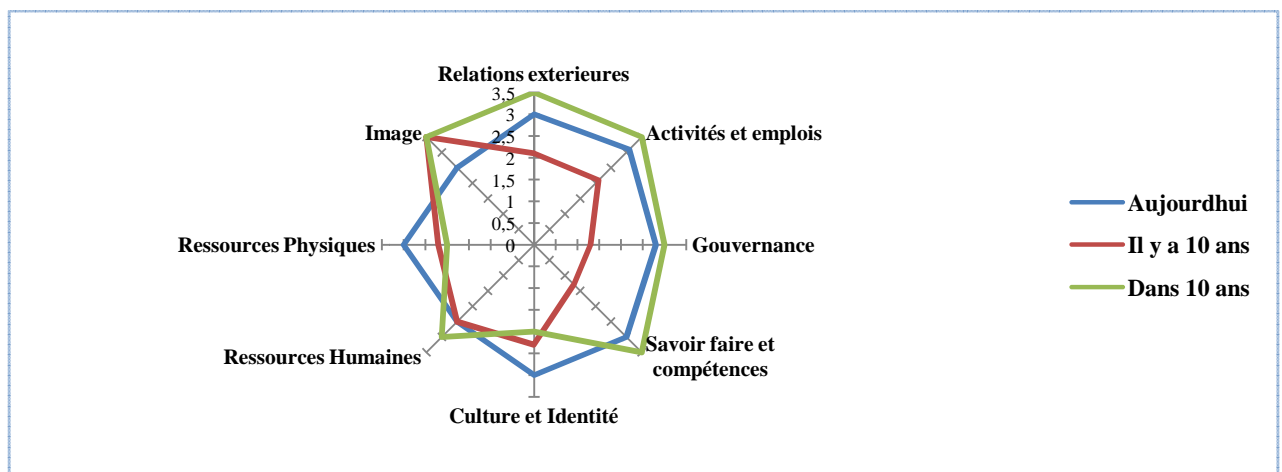 Relations exterieures
3,5
3
2,5
2
1,5
1
0,5
0
Activités et emplois
Gouvernance
Savoir faire et
compétences
Culture et Identité
Ressources Humaines
Ressources Physiques
Image
Aujourdhui
Il y a 10 ans
Dans 10 ans